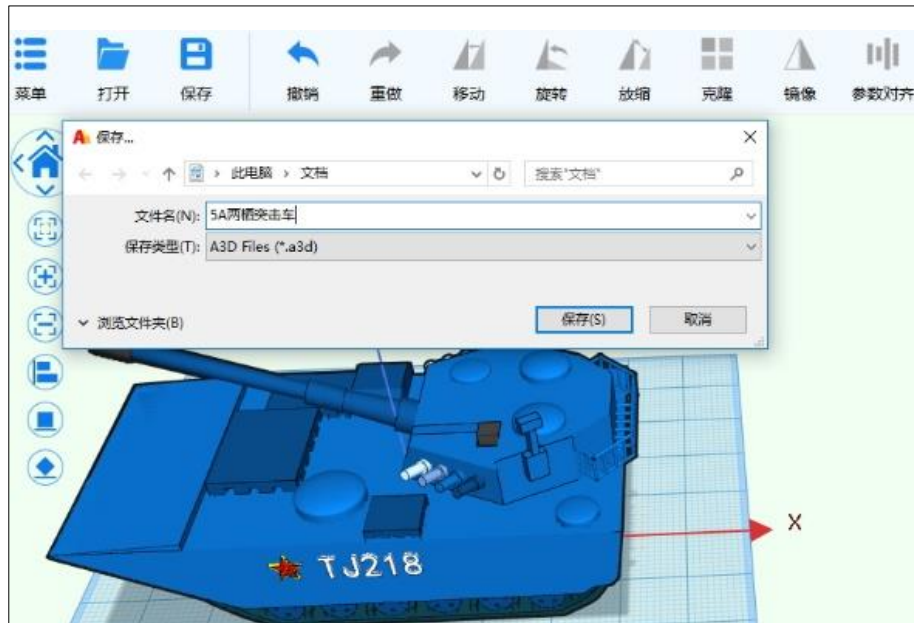 菜单 打开 保存 撤销 重做 移动 旋转 放缩 克隆 镜像 参数对齐
保存...
此电脑 › 文档 搜索"文档"
文件名(N): 5A两栖突击车
保存类型(T): A3D Files (*.a3d)
浏览文件夹(B) 保存(S) 取消
X
TJ218